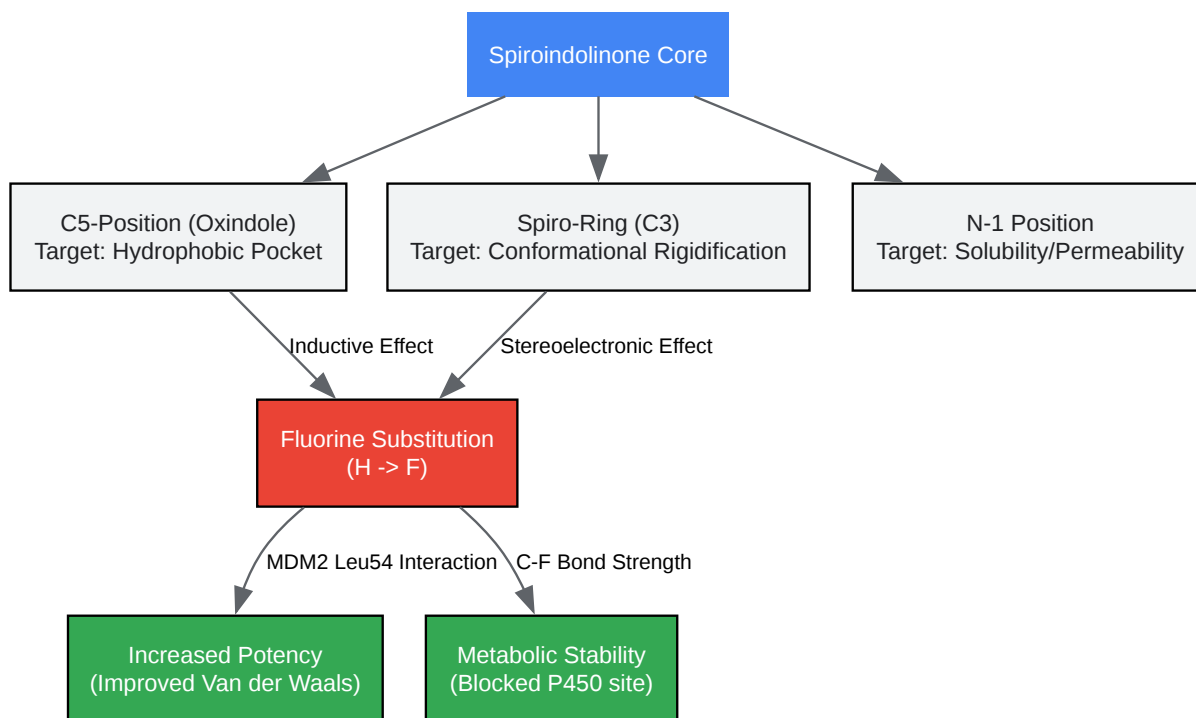 Spiroindolinone Core
C5-Position (Oxindole)
Target: Hydrophobic Pocket
Spiro-Ring (C3)
Target: Conformational Rigidification
N-1 Position
Target: Solubility/Permeability
Inductive Effect
Stereoelectronic Effect
Fluorine Substitution
(H -> F)
MDM2 Leu54 Interaction
C-F Bond Strength
Increased Potency
(Improved Van der Waals)
Metabolic Stability
(Blocked P450 site)